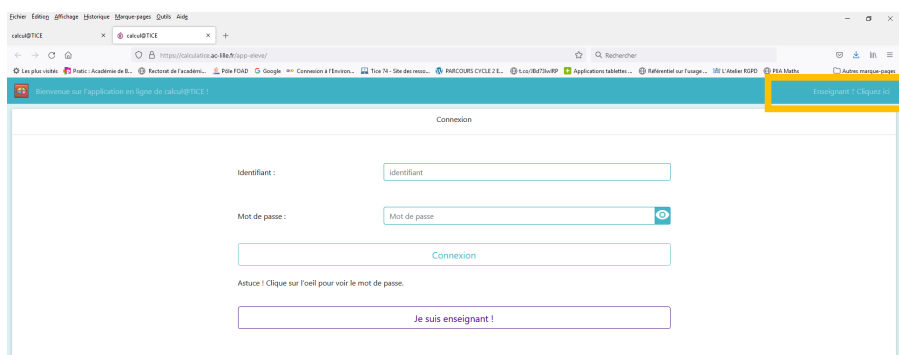 Eichier Édition Affichage Historique Marque-pages Outils Aide
calcul@TICE × calcul@TICE × +
https://calculatice.ac-lille.fr/app-eleve/ Rechercher
Les plus visités Pratic : Académie de B... Rectorat de l'académi... Pôle FOAD Google Connexion à l'Environ... Tice 74 - Site des resso... PARCOURS CYCLE 2 E... Applications tablettes ... Référentiel sur l'usage ... L'Atelier RGPD PIIA Maths Autres marque-pages
Bienvenue sur l'application en ligne de calcul@TICE ! Enseignant ? Cliquez ici
Connexion
Identifiant : identifiant
Mot de passe : Mot de passe
Connexion
Astuce ! Clique sur l'oeil pour voir le mot de passe.
Je suis enseignant !